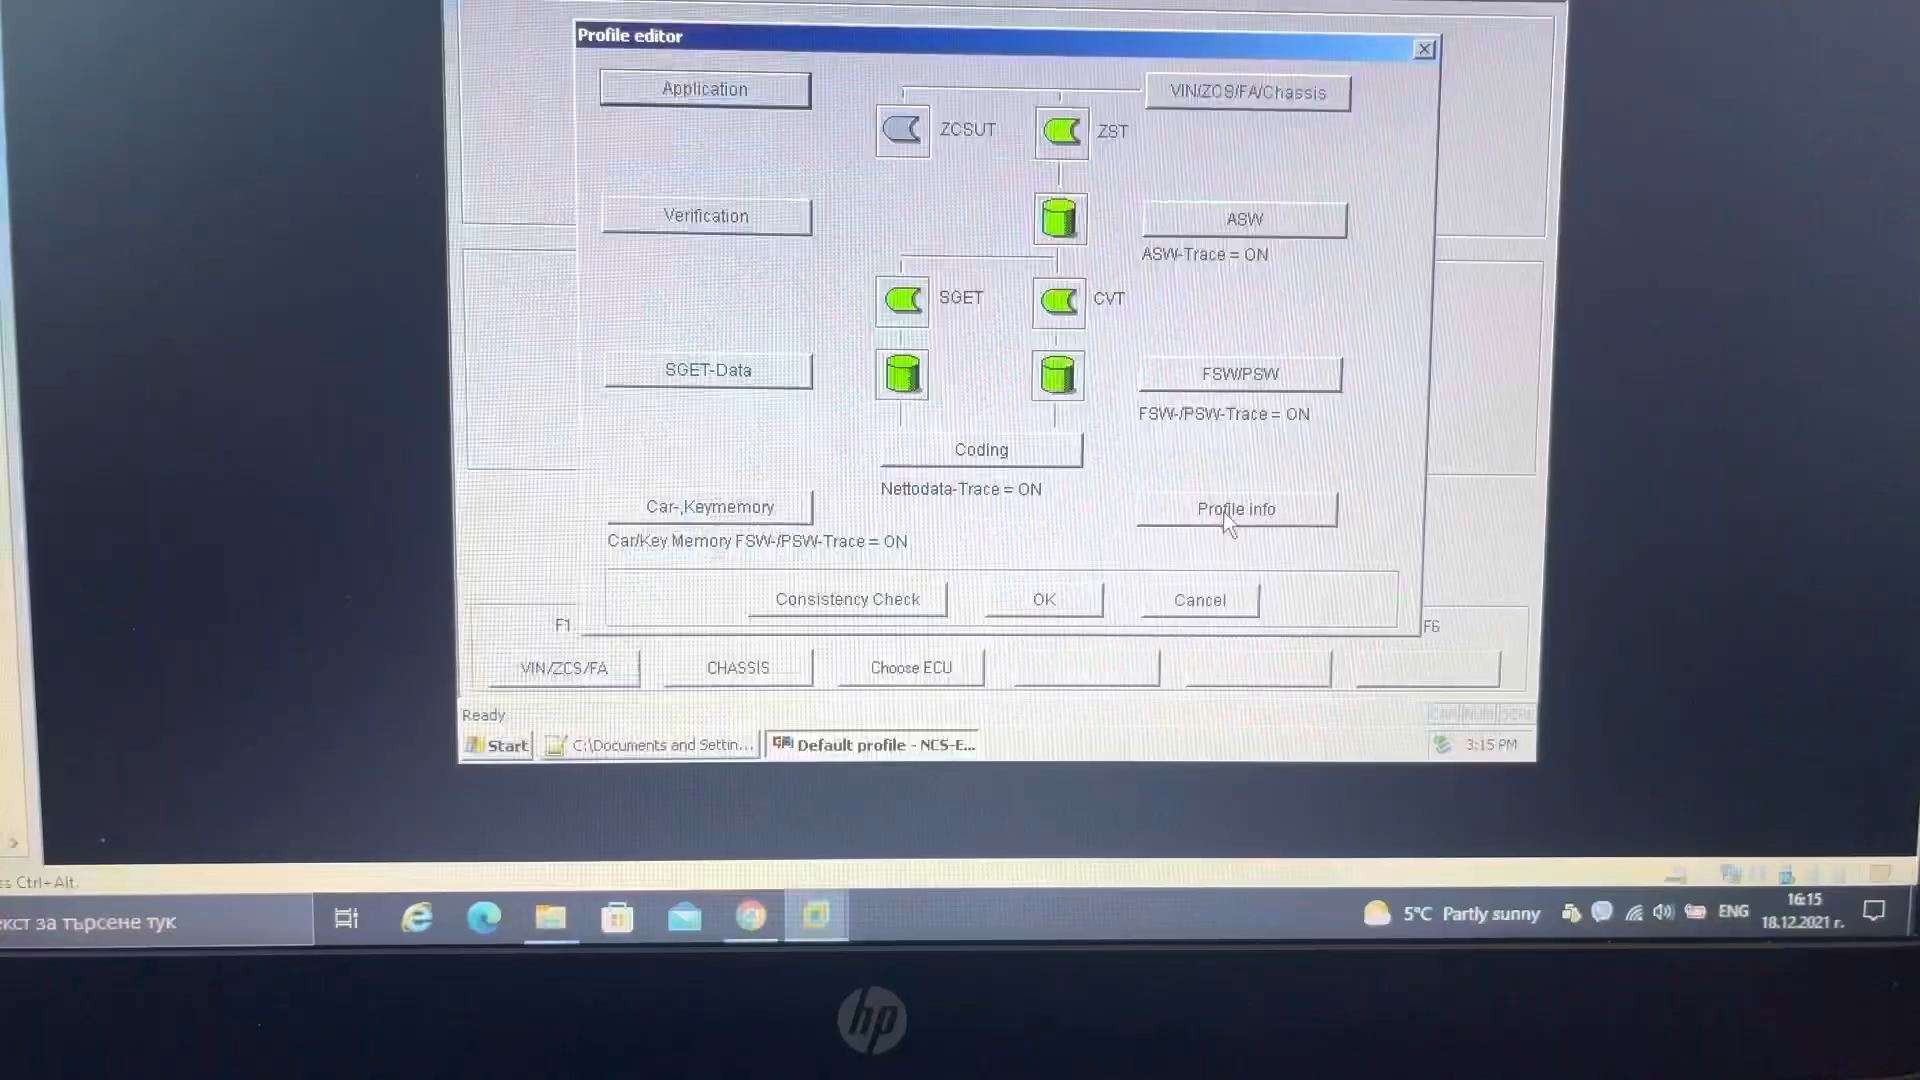 Profile editor
Application
VIN/ZCS/FA/Chassis
ZCSUT
ZST
Verification
ASW
ASW-Trace = ON
SGET
CVT
SGET-Data
FSW/PSW
FSW-/PSW-Trace = ON
Coding
Nettodata-Trace = ON
Car-,Keymemory
Profile info
Car/Key Memory FSW-/PSW-Trace = ON
Consistency Check
OK
Cancel
F1
F6
VIN/ZCS/FA
CHASSIS
Choose ECU
Ready
CAP NUM SCRL
Start
C:\Documents and Settin...
Default profile - NCS-E...
3:15 PM
Ctrl+Alt.
за търсене тук
5°C Partly sunny
ENG
16:15
18.12.2021 г.
hp